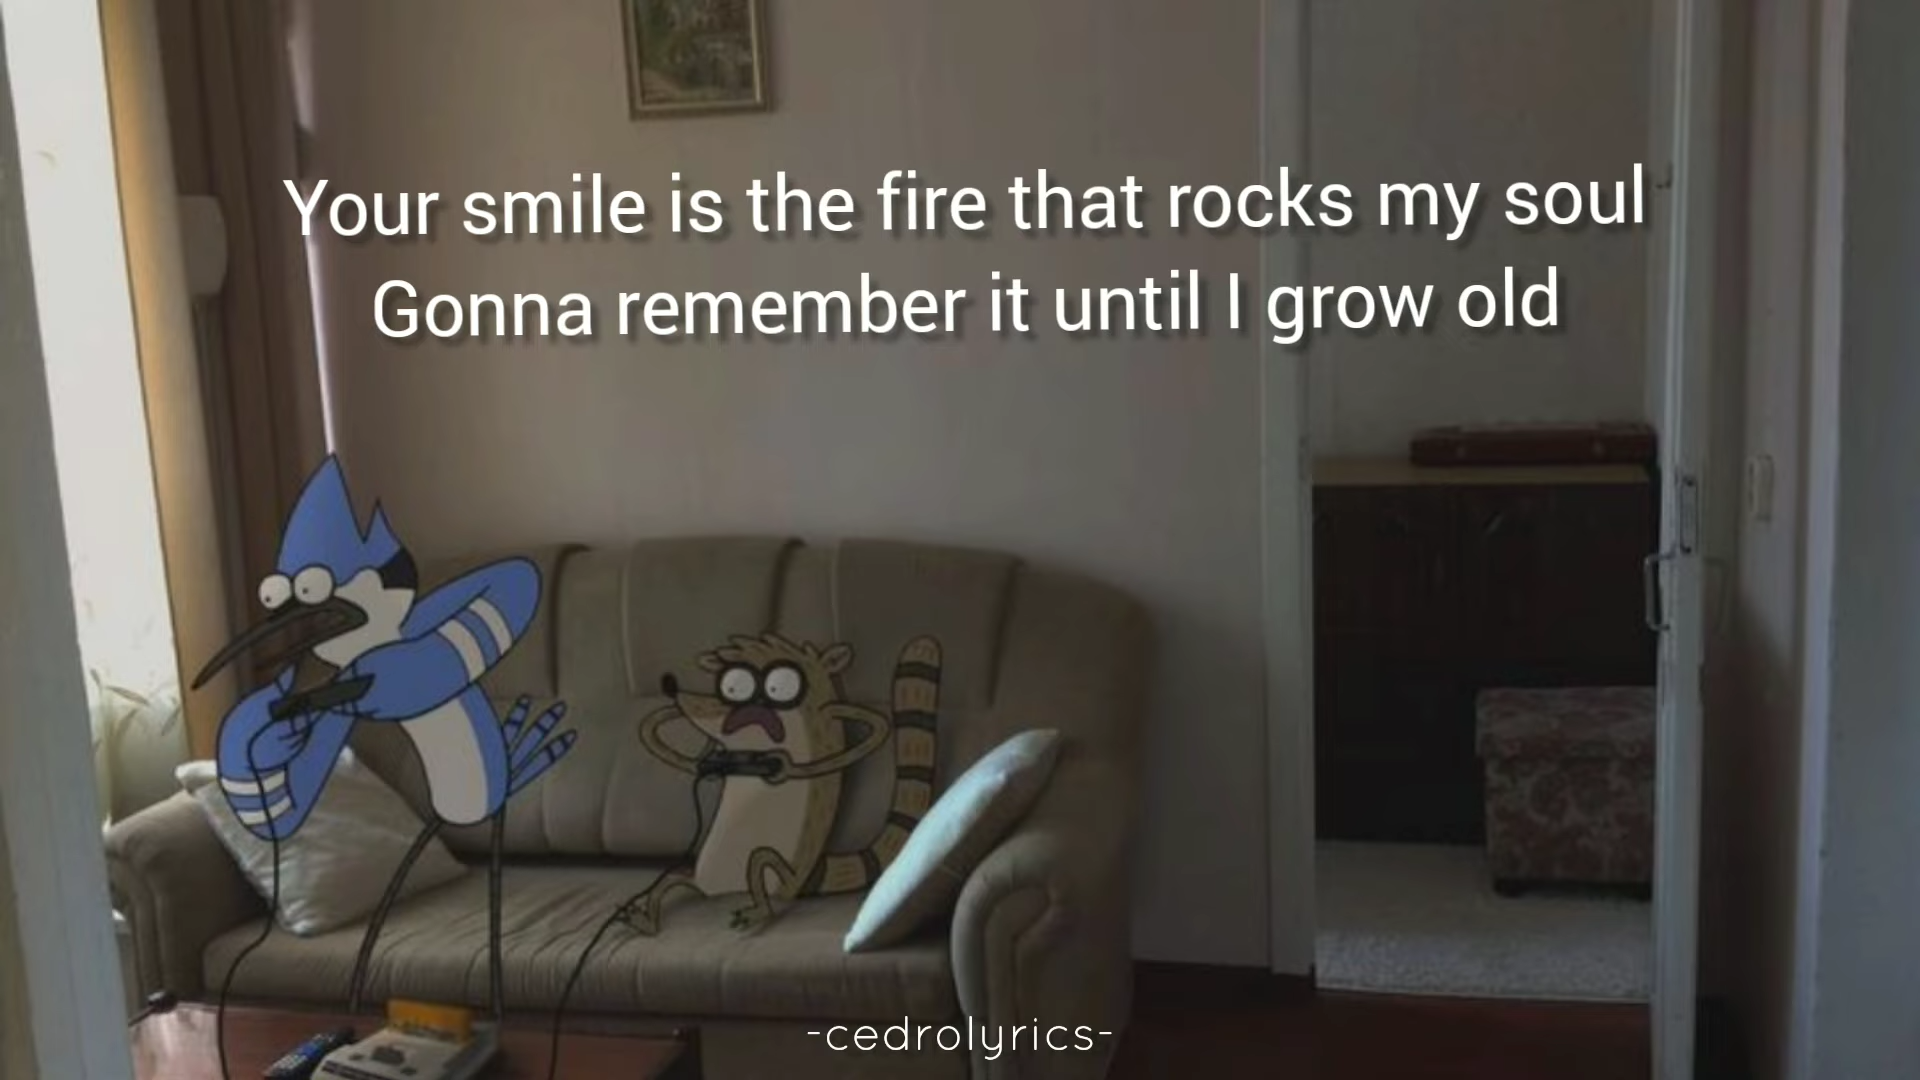 Your smile is the fire that rocks my soul
Gonna remember it until I grow old
-cedrolyrics-